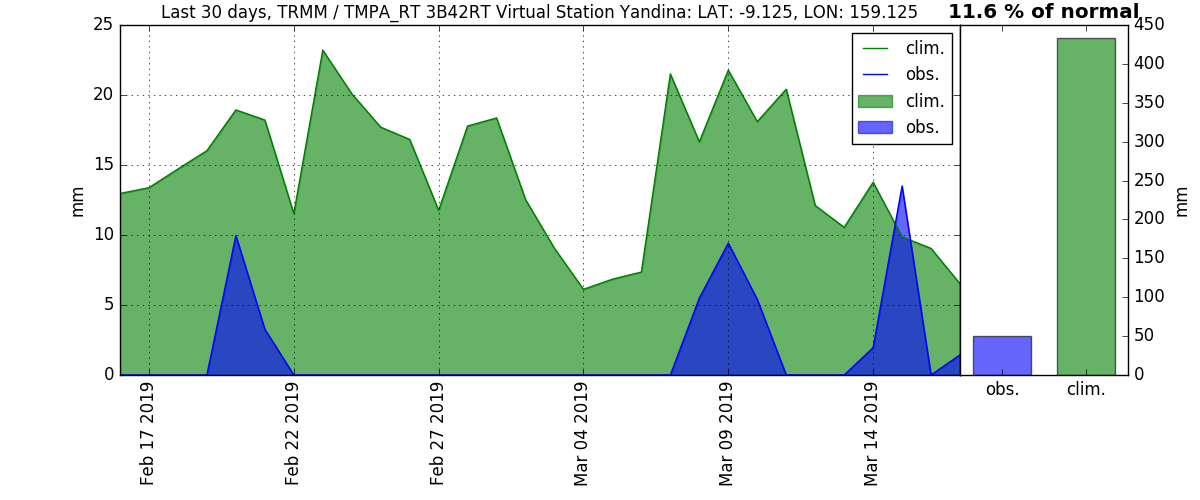 Last 30 days, TRMM / TMPA_RT 3B42RT Virtual Station Yandina: LAT: -9.125, LON: 159.125
11.6 % of normal
25
20
15
10
5
0
mm
clim.
obs.
clim.
obs.
450
400
350
300
250
200
150
100
50
0
mm
obs.
clim.
Feb 17 2019
Feb 22 2019
Feb 27 2019
Mar 04 2019
Mar 09 2019
Mar 14 2019